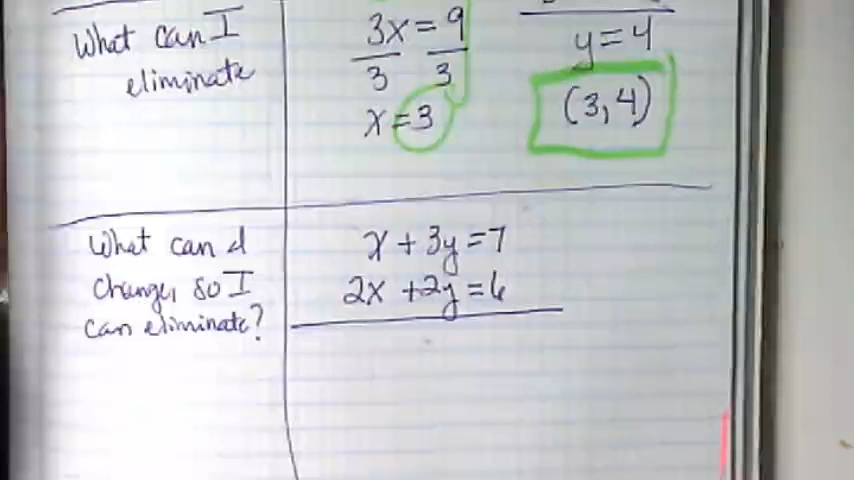 What can I
eliminate
3x = 9
3 3
x = 3
y = 4
(3, 4)
What can I
change, so I
can eliminate?
x + 3y = 7
2x + 2y = 6